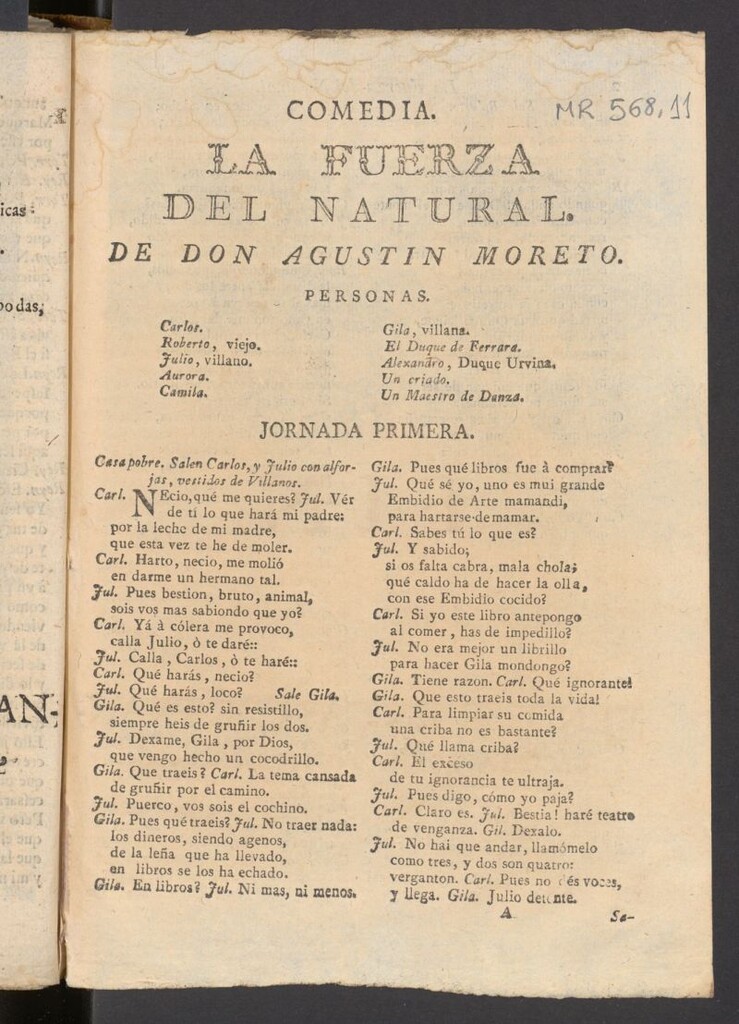 COMEDIA.
MR 568,11
LA FUERZA
DEL NATURAL.
DE DON AGUSTIN MORETO.
PERSONAS.
Carlos.
Roberto, viejo.
Julio, villano.
Aurora.
Camila.
Gila, villana.
El Duque de Ferrara.
Alexandro, Duque Urvina.
Un criado.
Un Maestro de Danza.
JORNADA PRIMERA.
Casa pobre. Salen Carlos, y Julio con alfor-
jas, vestidos de Villanos.
Carl. NEcio, qué me quieres? Jul. Vér
de tí lo que hará mi padre:
por la leche de mi madre,
que esta vez te he de moler.
Carl. Harto, necio, me molió
en darme un hermano tal.
Jul. Pues bestion, bruto, animal,
sois vos mas sabiondo que yo?
Carl. Yá à cólera me provoco,
calla Julio, ò te daré::
Jul. Calla, Carlos, ò te haré::
Carl. Qué harás, necio?
Jul. Qué harás, loco? Sale Gila.
Gila. Qué es esto? sin resistillo,
siempre heis de gruñir los dos.
Jul. Dexame, Gila, por Dios,
que vengo hecho un cocodrillo.
Gila. Que traeis? Carl. La tema cansada
de gruñir por el camino.
Jul. Puerco, vos sois el cochino.
Gila. Pues qué traeis? Jul. No traer nada:
los dineros, siendo agenos,
de la leña que ha llevado,
en libros se los ha echado.
Gila. En libros? Jul. Ni mas, ni menos.
Gila. Pues qué libros fue à comprar?
Jul. Qué sé yo, uno es mui grande
Embidio de Arte mamandi,
para hartarse de mamar.
Carl. Sabes tú lo que es?
Jul. Y sabido;
si os falta cabra, mala chola;
qué caldo ha de hacer la olla,
con ese Embidio cocido?
Carl. Si yo este libro antepongo
al comer, has de impedillo?
Jul. No era mejor un librillo
para hacer Gila mondongo?
Gila. Tiene razon. Carl. Qué ignorante!
Gila. Que esto traeis toda la vida!
Carl. Para limpiar su comida
una criba no es bastante?
Jul. Qué llama criba?
Carl. El exceso
de tu ignorancia te ultraja.
Jul. Pues digo, cómo yo paja?
Carl. Claro es. Jul. Bestia! haré teatro
de venganza. Gil. Dexalo.
Jul. No hai que andar, llamómelo
como tres, y dos son quatro:
verganton. Carl. Pues no dés voces,
y llega. Gila. Julio detente.
A
Sa-
icas
podas;
AN-